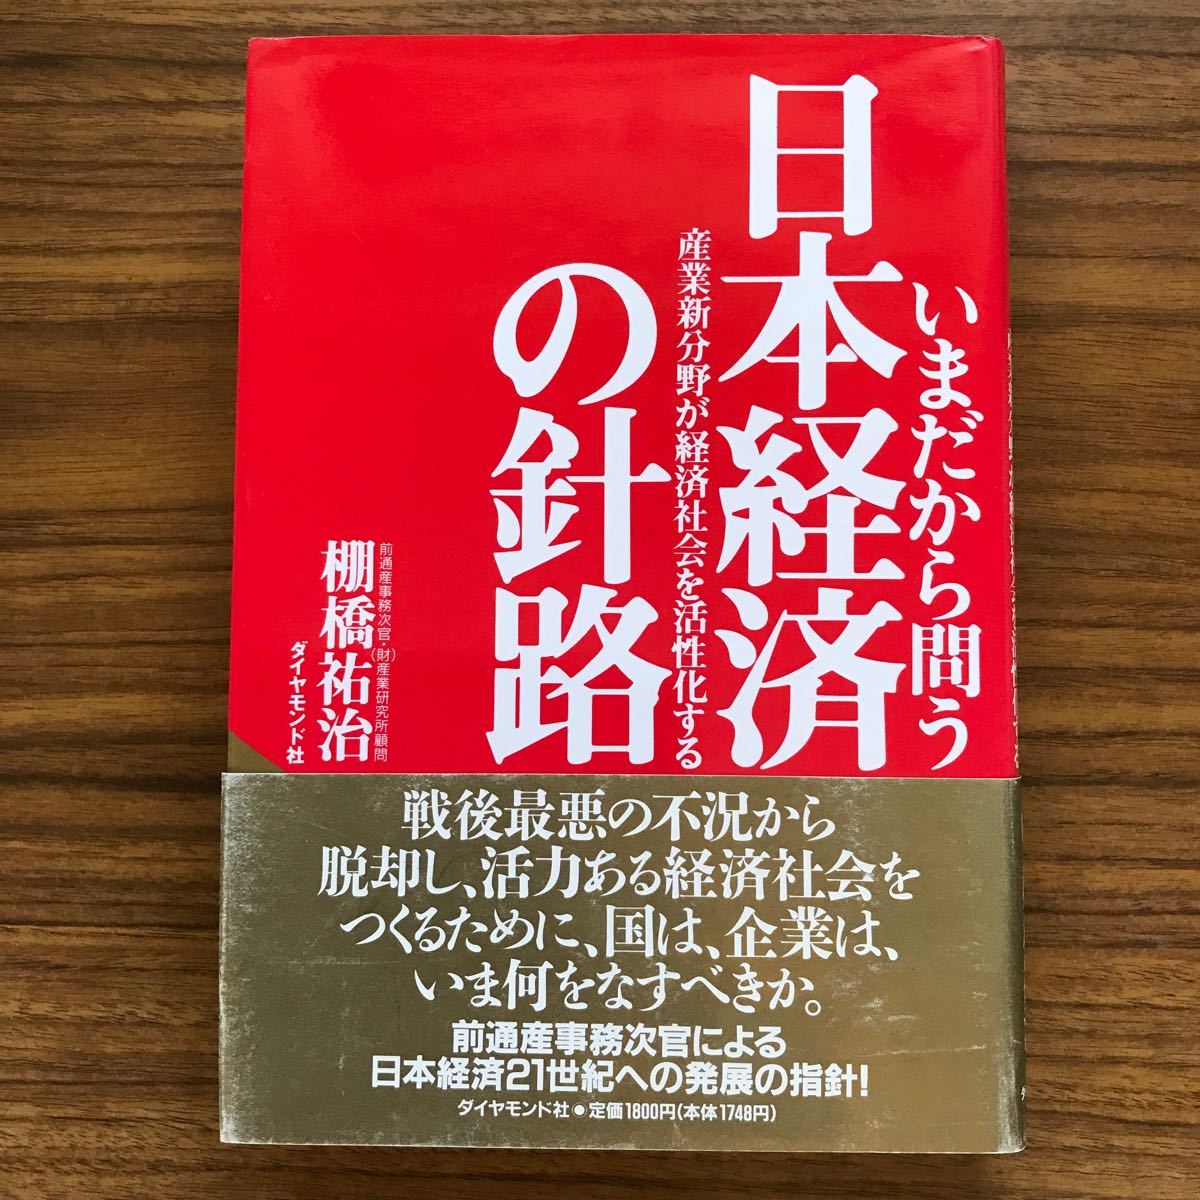 いまだから問う
日本経済
の針路
産業新分野が経済社会を活性化する
前通産事務次官・(財)産業研究所顧問
棚橋祐治
ダイヤモンド社
戦後最悪の不況から
脱却し、活力ある経済社会を
つくるために、国は、企業は、
いま何をなすべきか。
前通産事務次官による
日本経済21世紀への発展の指針!
ダイヤモンド社●定価1800円(本体1748円)